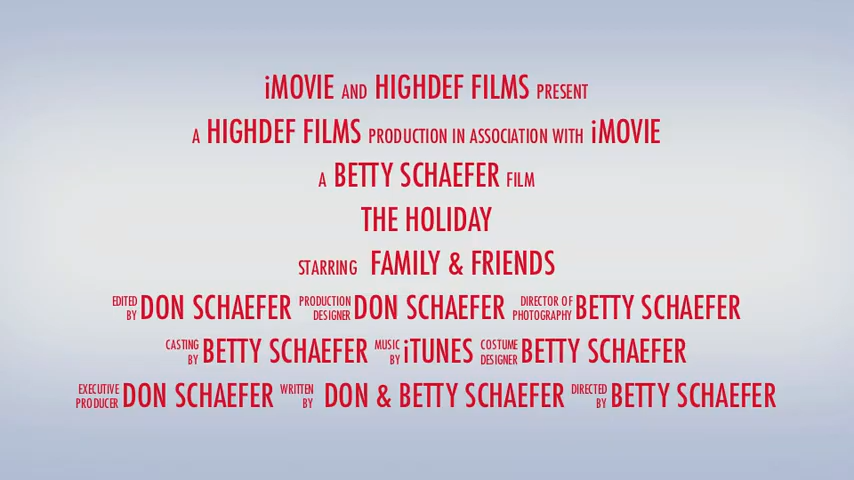 iMOVIE AND HIGHDEF FILMS PRESENT
A HIGHDEF FILMS PRODUCTION IN ASSOCIATION WITH iMOVIE
A BETTY SCHAEFER FILM
THE HOLIDAY
STARRING FAMILY & FRIENDS
EDITED BY DON SCHAEFER PRODUCTION DESIGNER DON SCHAEFER DIRECTOR OF PHOTOGRAPHY BETTY SCHAEFER
CASTING BY BETTY SCHAEFER MUSIC BY iTUNES COSTUME DESIGNER BETTY SCHAEFER
EXECUTIVE PRODUCER DON SCHAEFER WRITTEN BY DON & BETTY SCHAEFER DIRECTED BY BETTY SCHAEFER